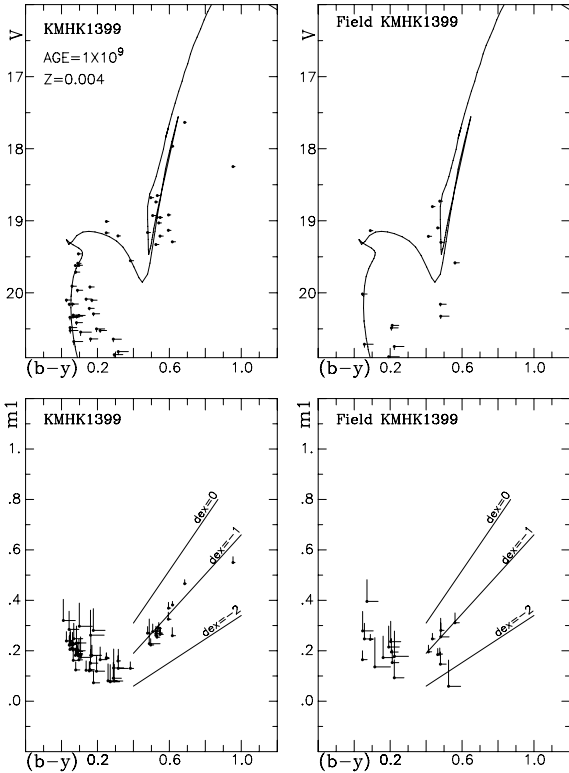 KMHK1399
AGE=1X10⁹
Z=0.004
V
17
18
19
20
(b-y) 0.2 0.6 1.0
Field KMHK1399
V
17
18
19
20
(b-y) 0.2 0.6 1.0
KMHK1399
m1
1.
.8
.6
.4
.2
.0
dex=0
dex=-1
dex=-2
(b-y) 0.2 0.6 1.0
Field KMHK1399
m1
1.
.8
.6
.4
.2
.0
dex=0
dex=-1
dex=-2
(b-y) 0.2 0.6 1.0